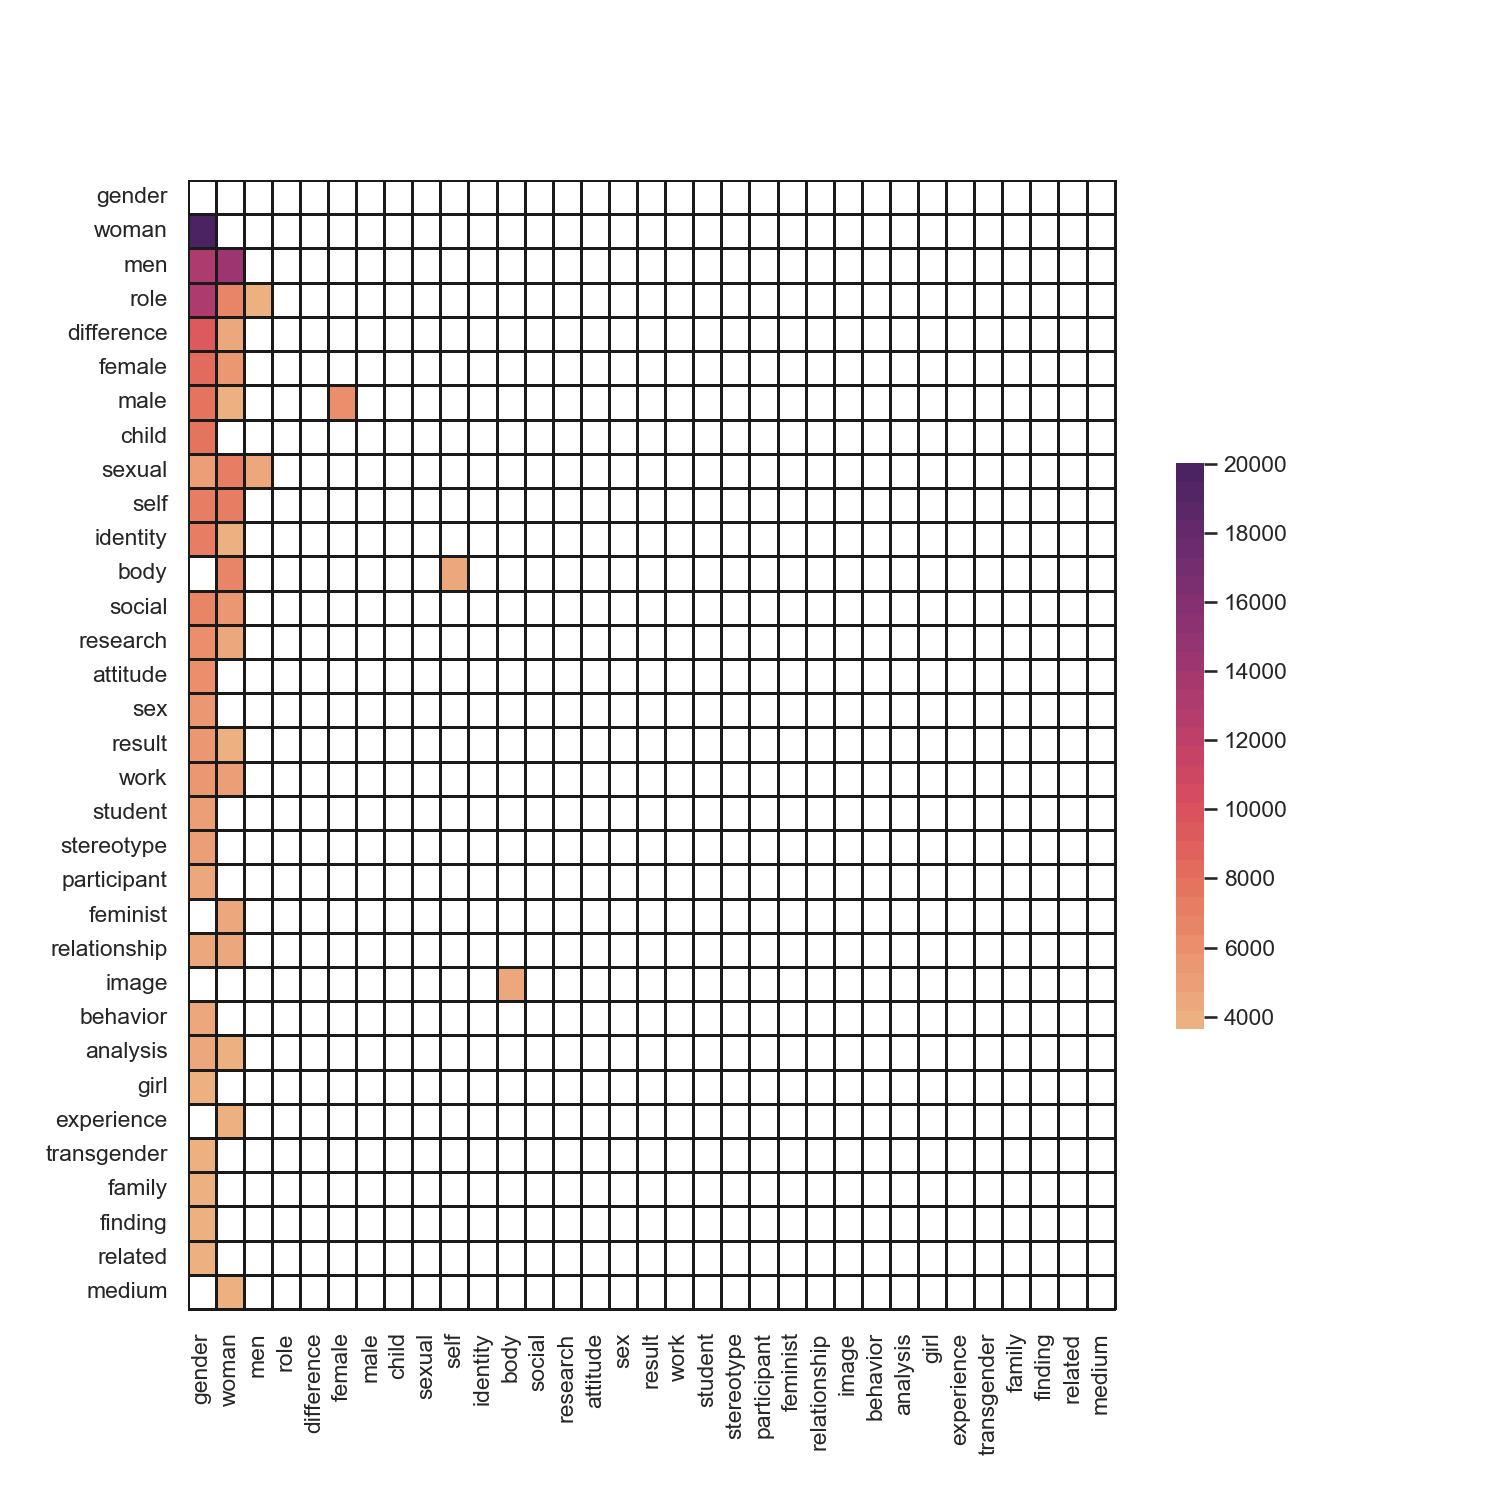 gender
woman
men
role
difference
female
male
child
sexual
self
identity
body
social
research
attitude
sex
result
work
student
stereotype
participant
feminist
relationship
image
behavior
analysis
girl
experience
transgender
family
finding
related
medium
gender
woman
men
role
difference
female
male
child
sexual
self
identity
body
social
research
attitude
sex
result
work
student
stereotype
participant
feminist
relationship
image
behavior
analysis
girl
experience
transgender
family
finding
related
medium
20000
18000
16000
14000
12000
10000
8000
6000
4000